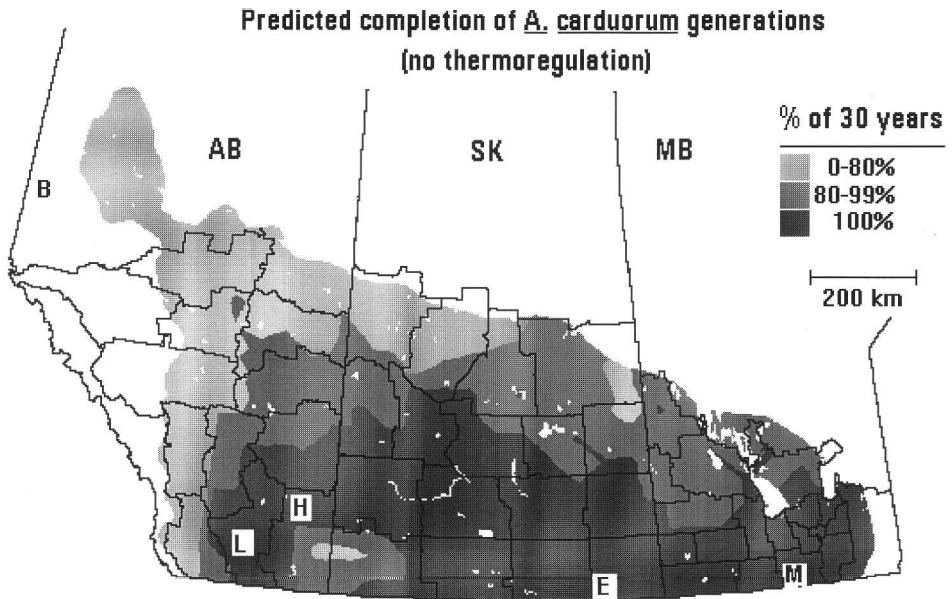 Predicted completion of A. carduorum generations
(no thermoregulation)
% of 30 years
0-80%
80-99%
100%
200 km
AB
SK
MB
B
H
L
E
M